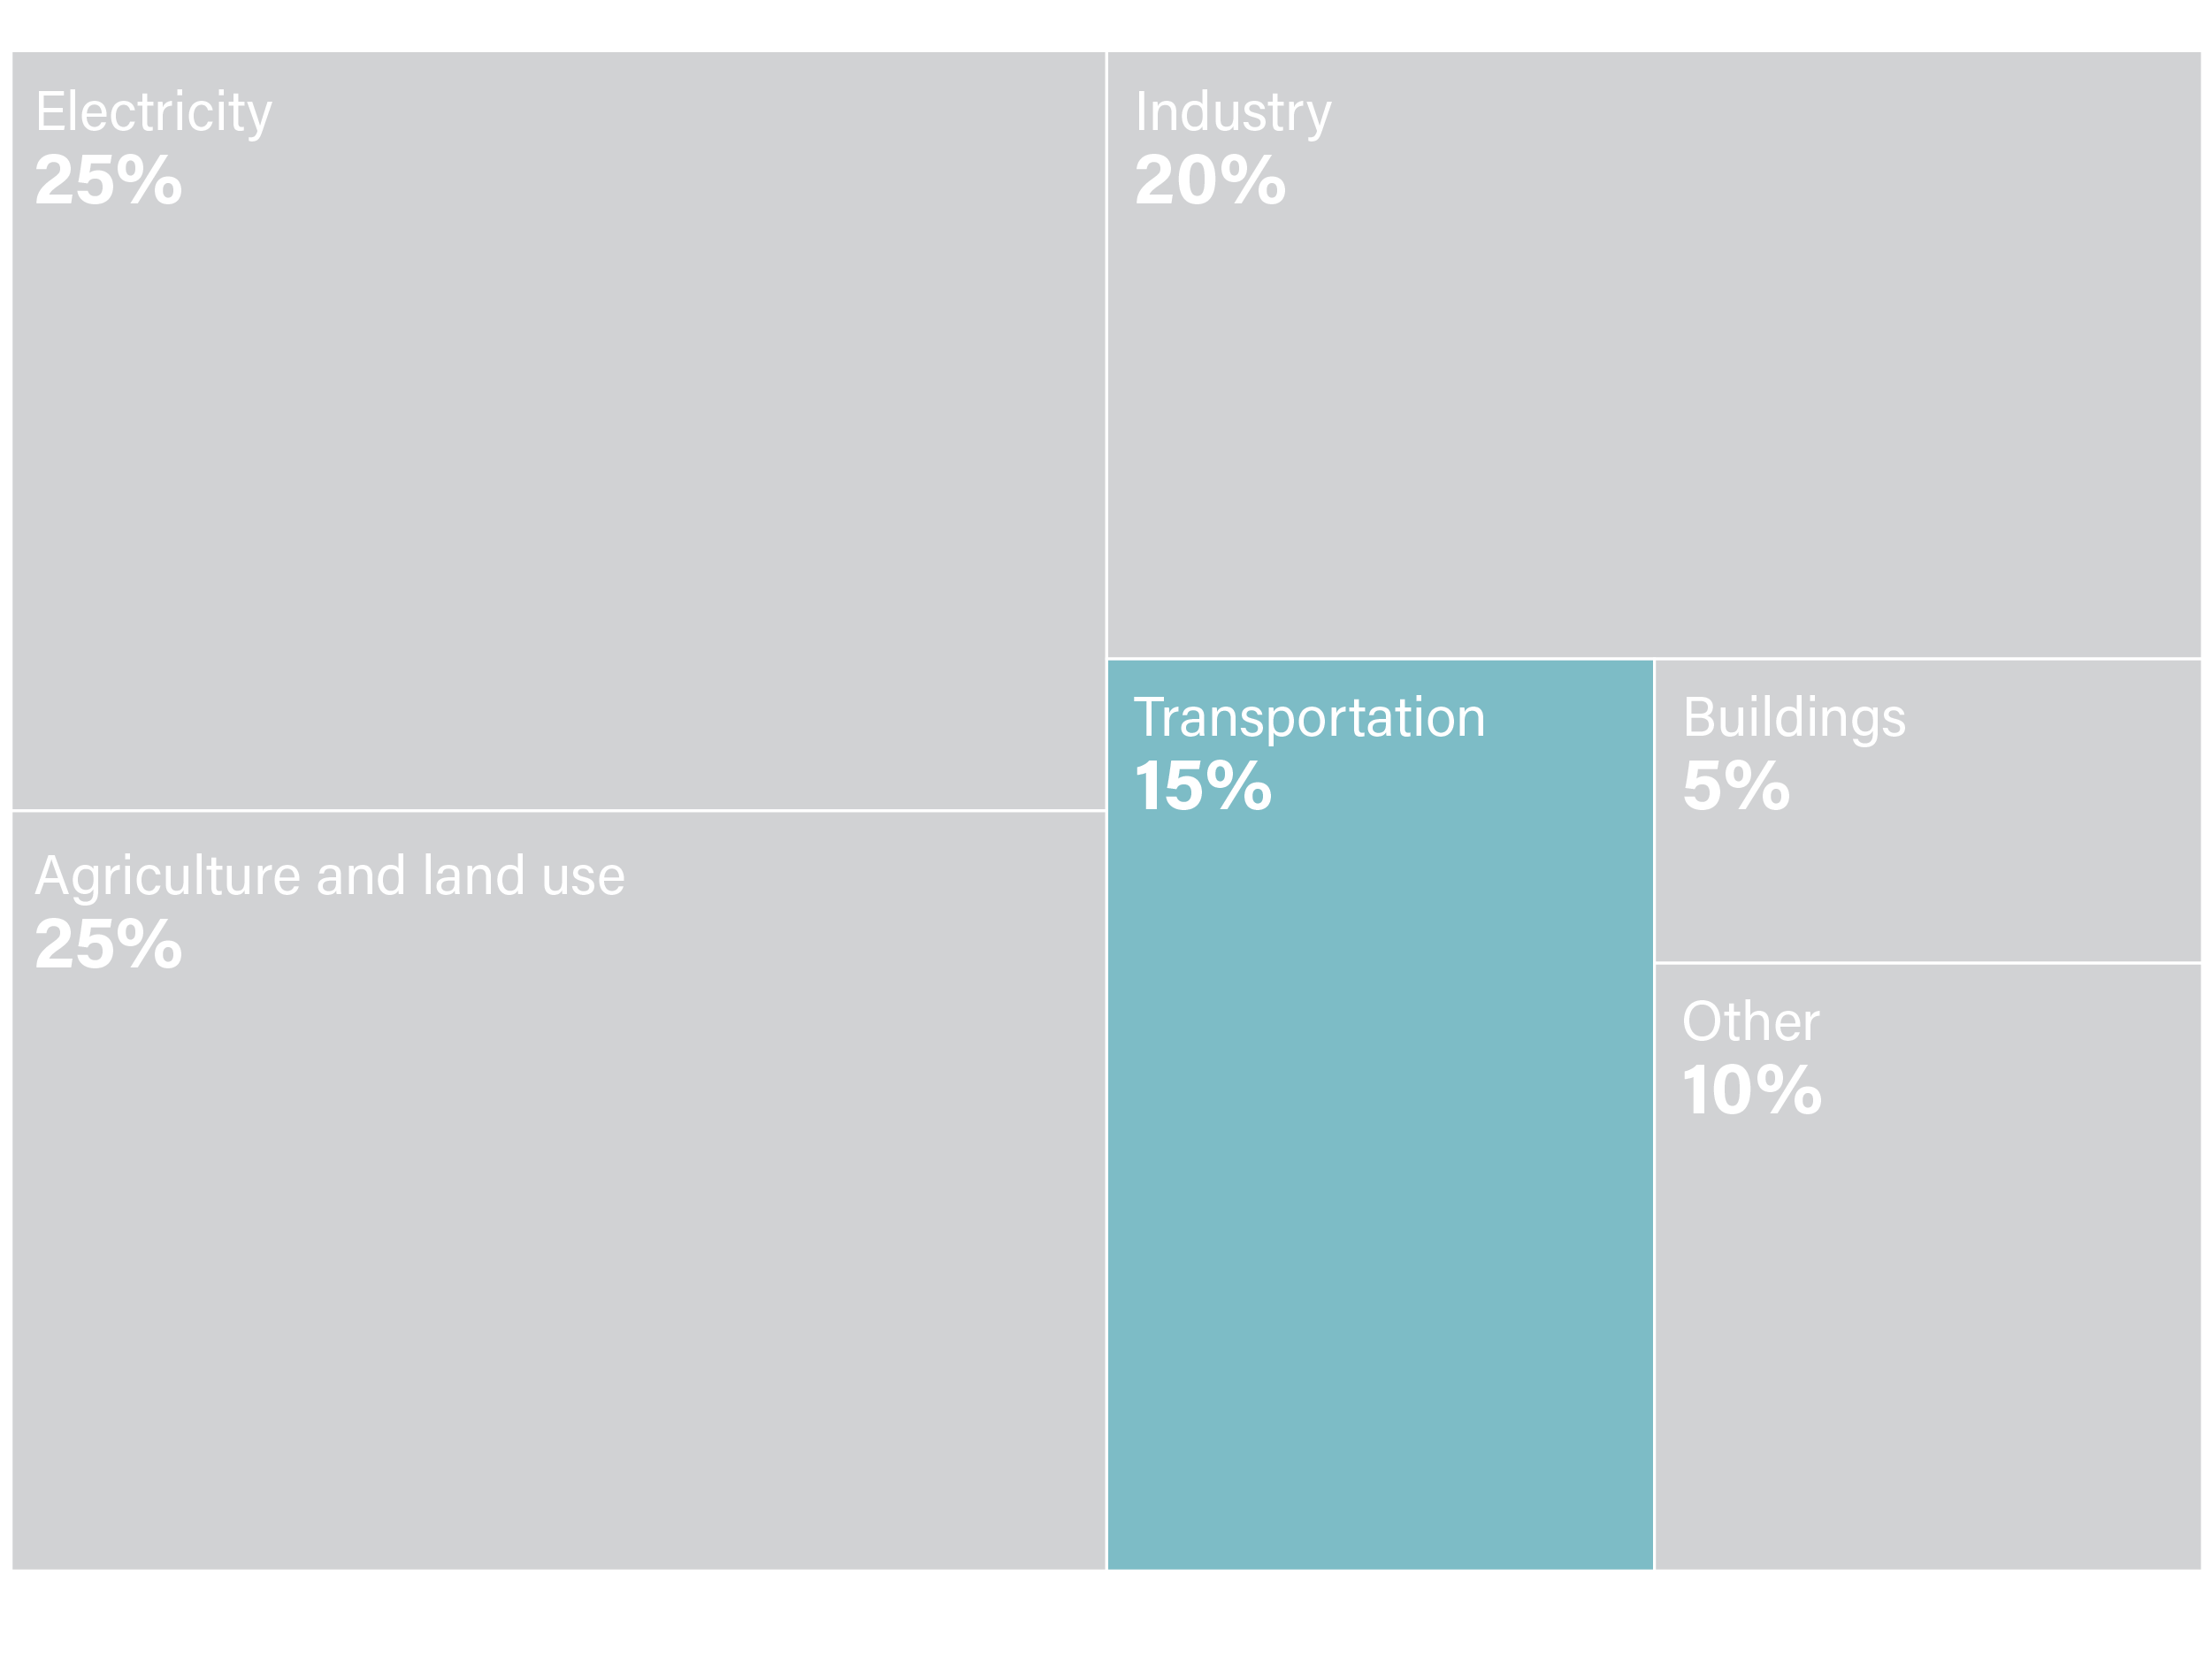 Electricity
25%
Industry
20%
Transportation
15%
Buildings
5%
Agriculture and land use
25%
Other
10%